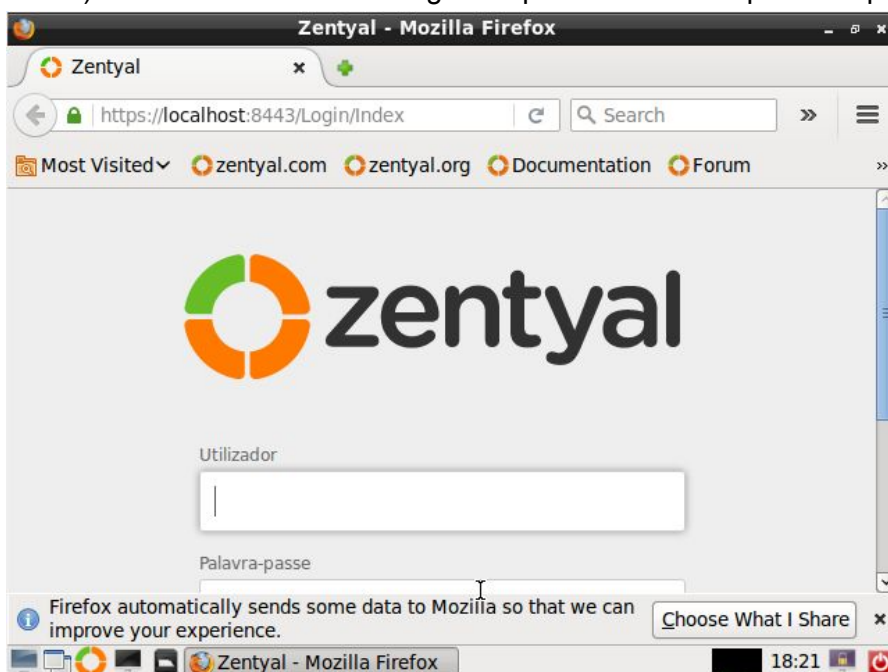 Zentyal - Mozilla Firefox
Zentyal
https://localhost:8443/Login/Index
Search
Most Visited
zentyal.com
zentyal.org
Documentation
Forum
zentyal
Utilizador
Palavra-passe
Firefox automatically sends some data to Mozilla so that we can
improve your experience.
Choose What I Share
Zentyal - Mozilla Firefox
18:21